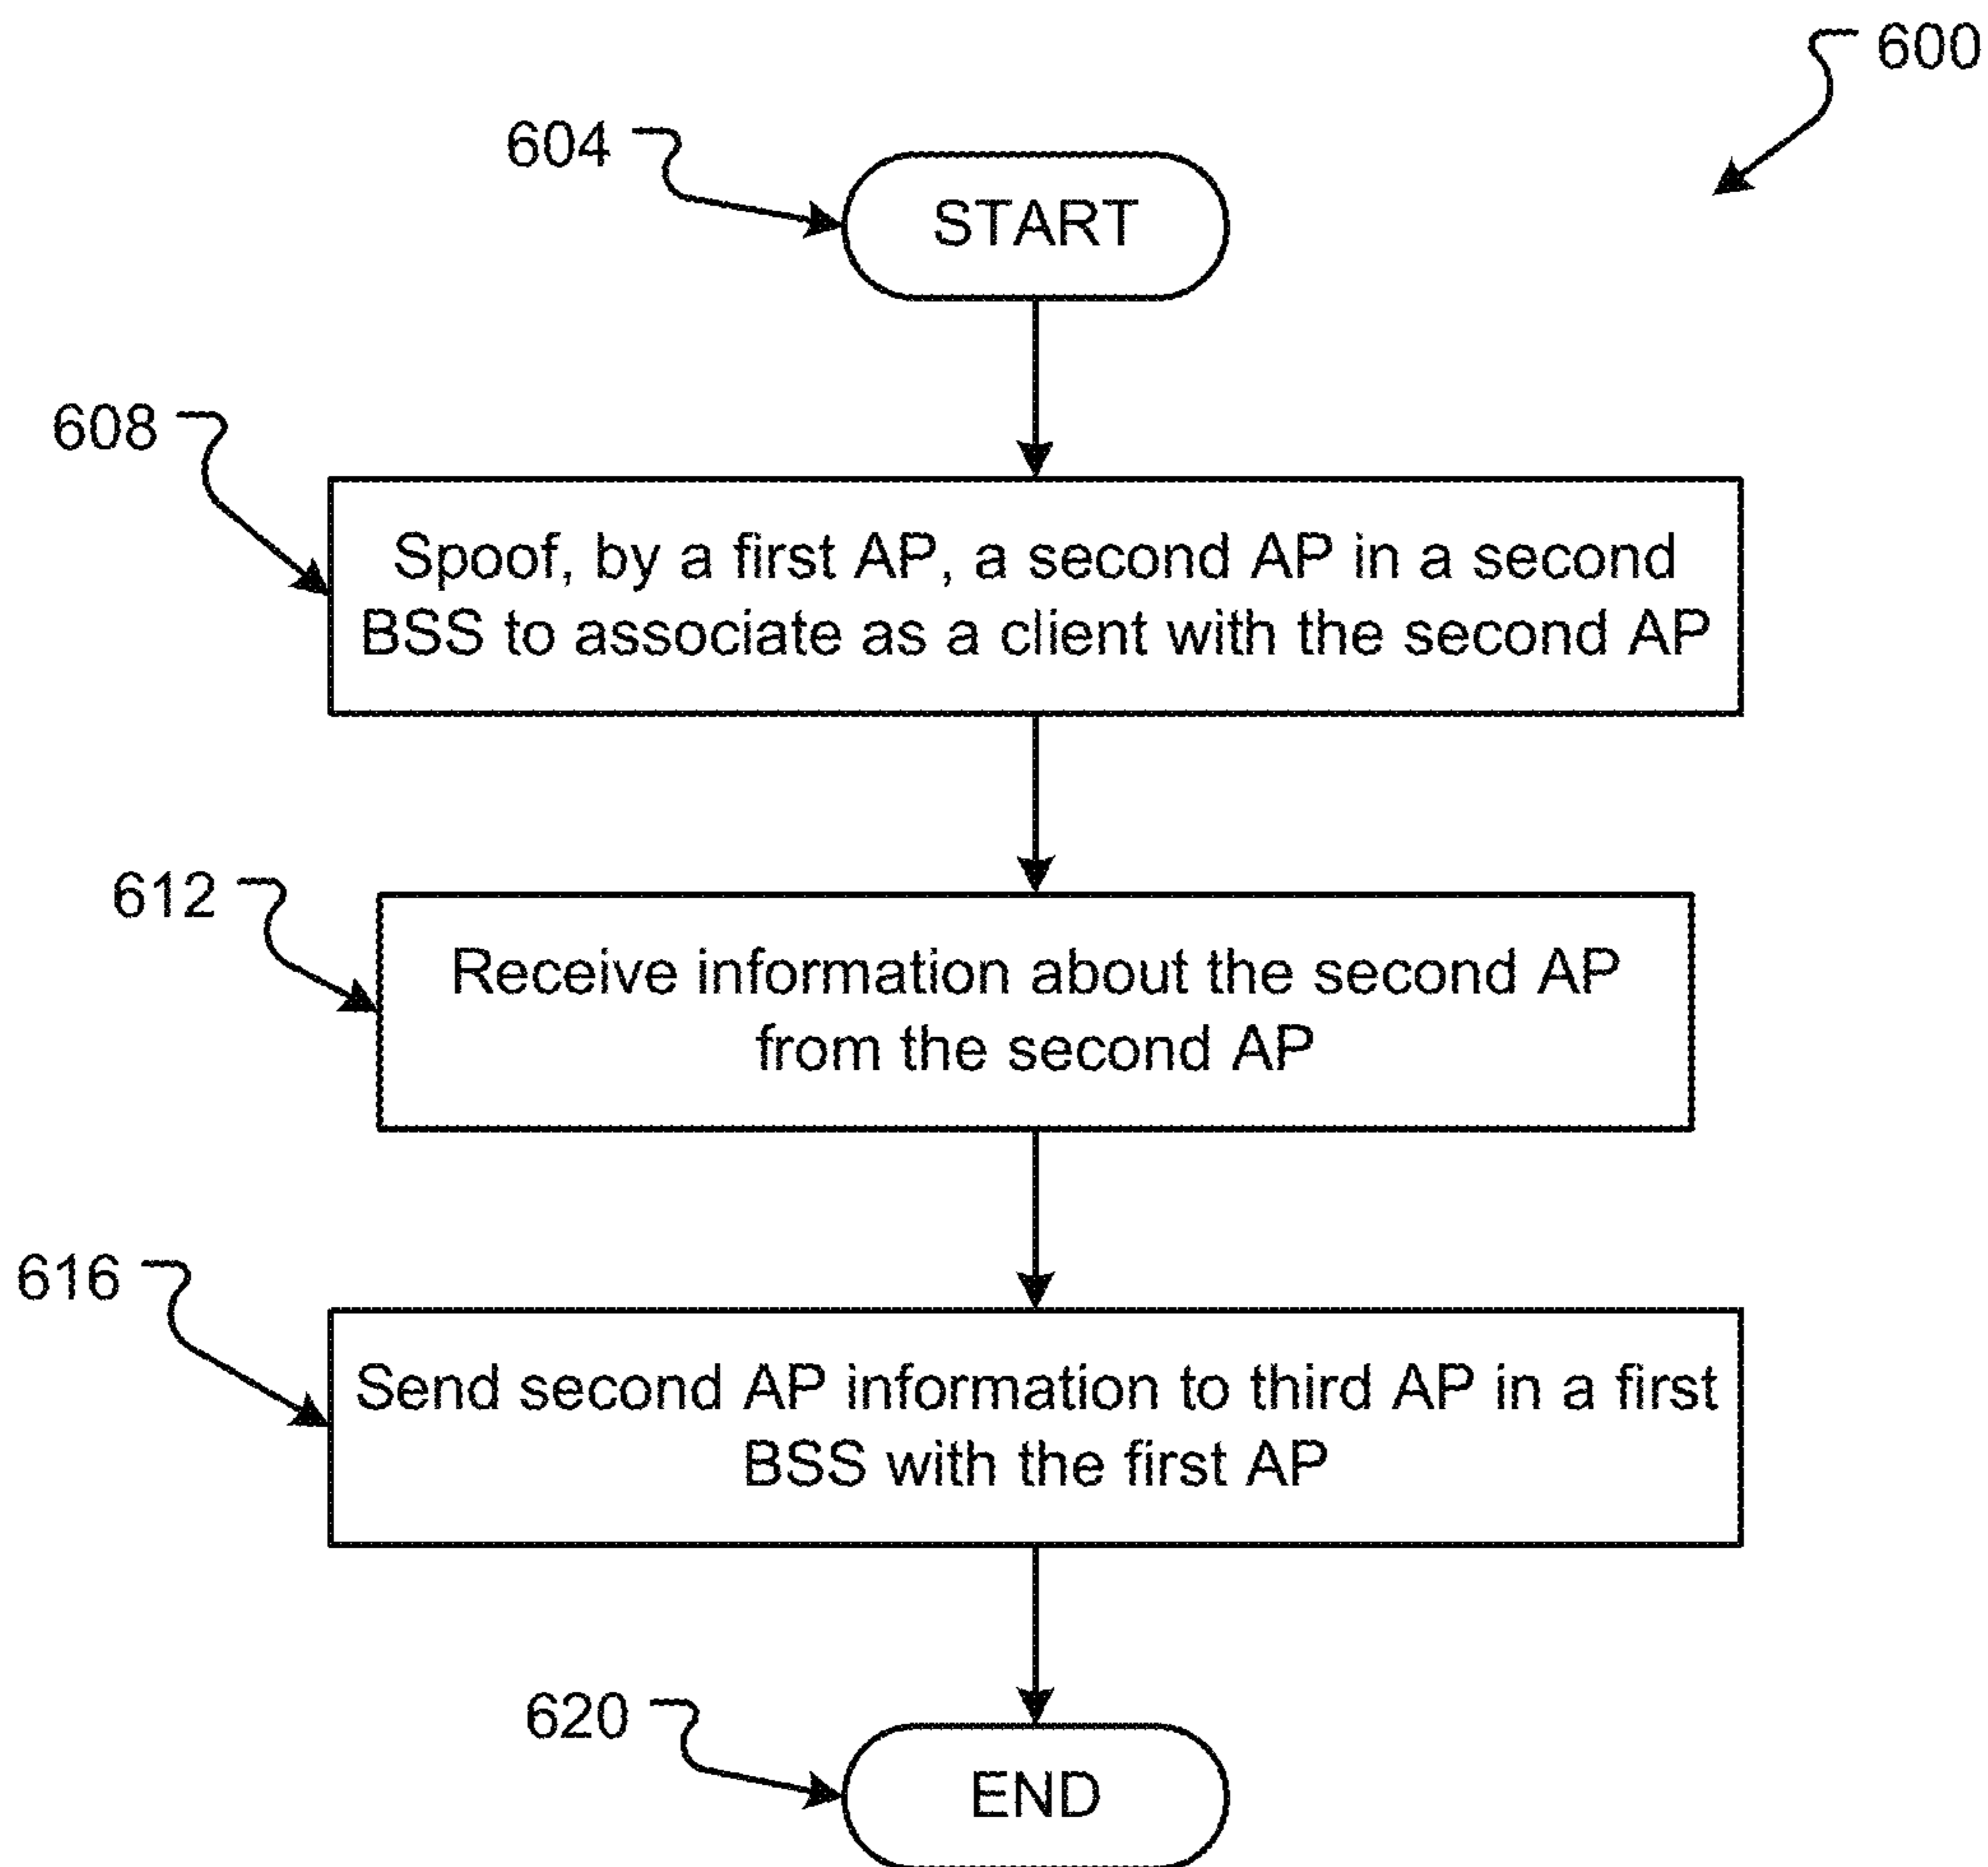 600
604
START
608
Spoof, by a first AP, a second AP in a second
BSS to associate as a client with the second AP
612
Receive information about the second AP
from the second AP
616
Send second AP information to third AP in a first
BSS with the first AP
620
END